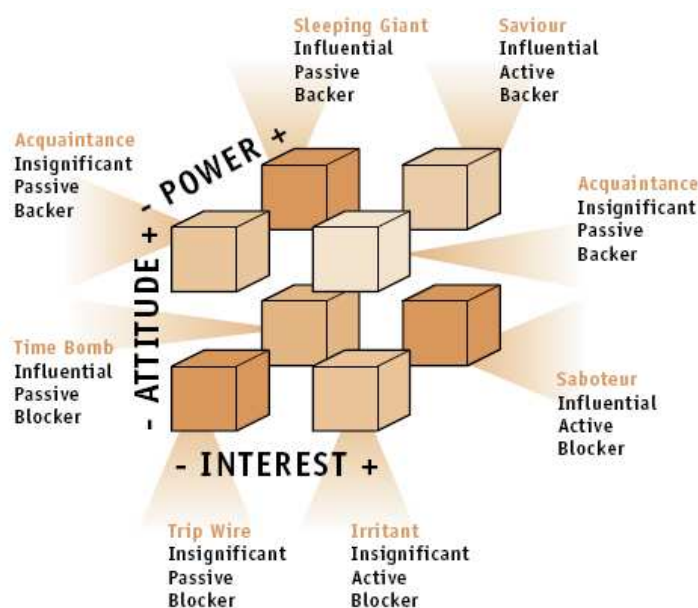 Sleeping Giant
Influential
Passive
Backer
Saviour
Influential
Active
Backer
Acquaintance
Insignificant
Passive
Backer
- POWER +
Acquaintance
Insignificant
Passive
Backer
- ATTITUDE +
Time Bomb
Influential
Passive
Blocker
Saboteur
Influential
Active
Blocker
- INTEREST +
Trip Wire
Insignificant
Passive
Blocker
Irritant
Insignificant
Active
Blocker